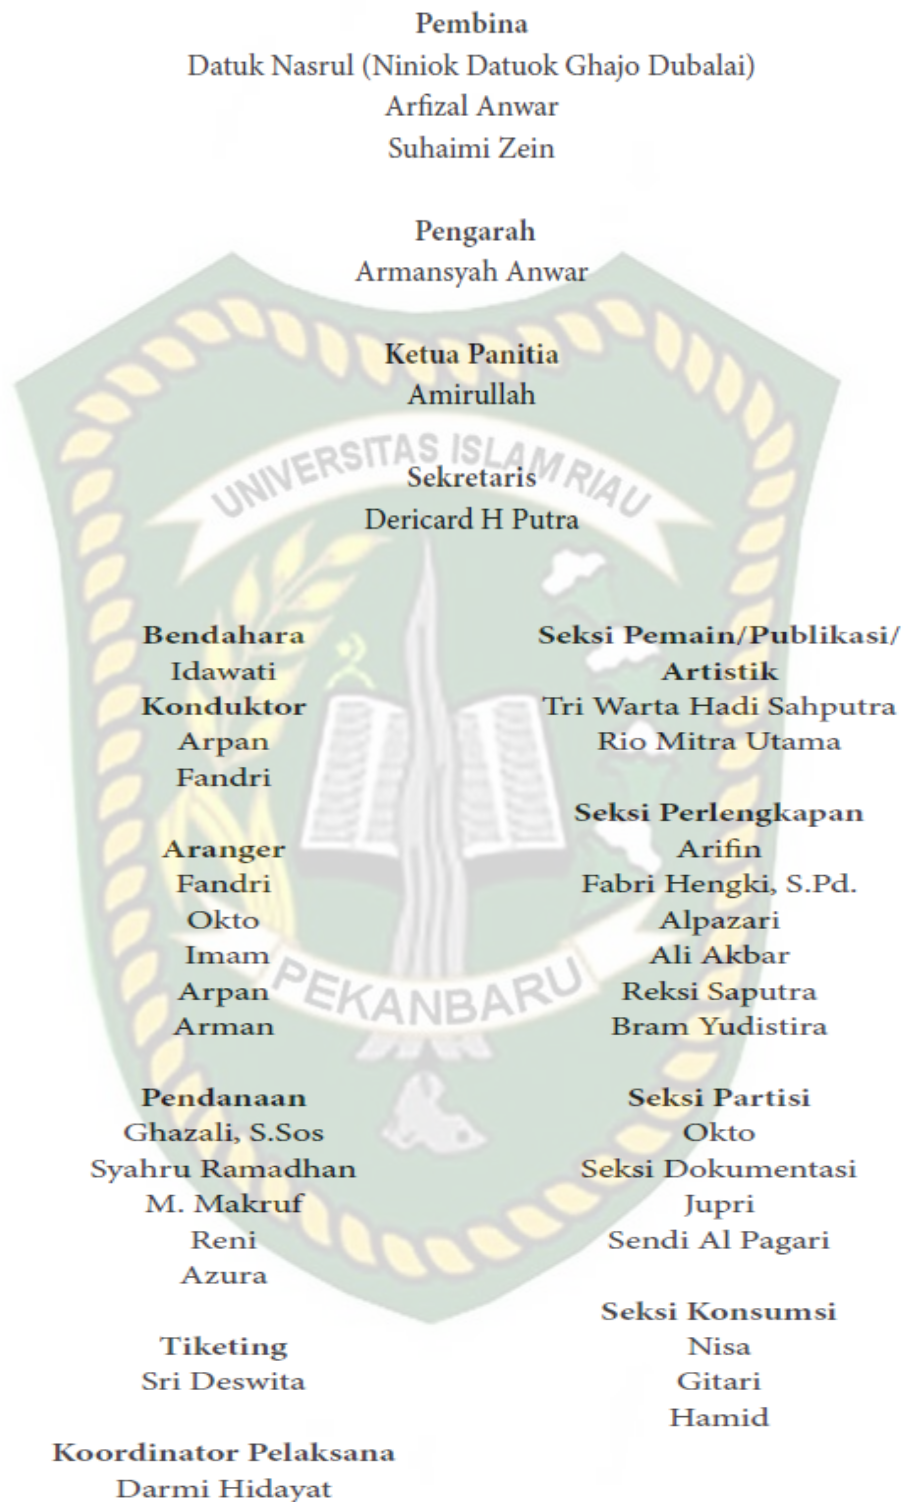 Pembina
Datuk Nasrul (Niniok Datuok Ghajo Dubalai)
Arfizal Anwar
Suhaimi Zein
Pengarah
Armansyah Anwar
Ketua Panitia
Amirullah
UNIVERSITAS ISLAM RIAU
Sekretaris
Dericard H Putra
Bendahara
Idawati
Konduktor
Arpan
Fandri
Aranger
Fandri
Okto
Imam
Arpan
Arman
Pendanaan
Ghazali, S.Sos
Syahru Ramadhan
M. Makruf
Reni
Azura
Tiketing
Sri Deswita
Koordinator Pelaksana
Darmi Hidayat
Seksi Pemain/Publikasi/
Artistik
Tri Warta Hadi Sahputra
Rio Mitra Utama
Seksi Perlengkapan
Arifin
Fabri Hengki, S.Pd.
Alpazari
Ali Akbar
Reksi Saputra
Bram Yudistira
Seksi Partisi
Okto
Seksi Dokumentasi
Jupri
Sendi Al Pagari
Seksi Konsumsi
Nisa
Gitari
Hamid
PEKANBARU